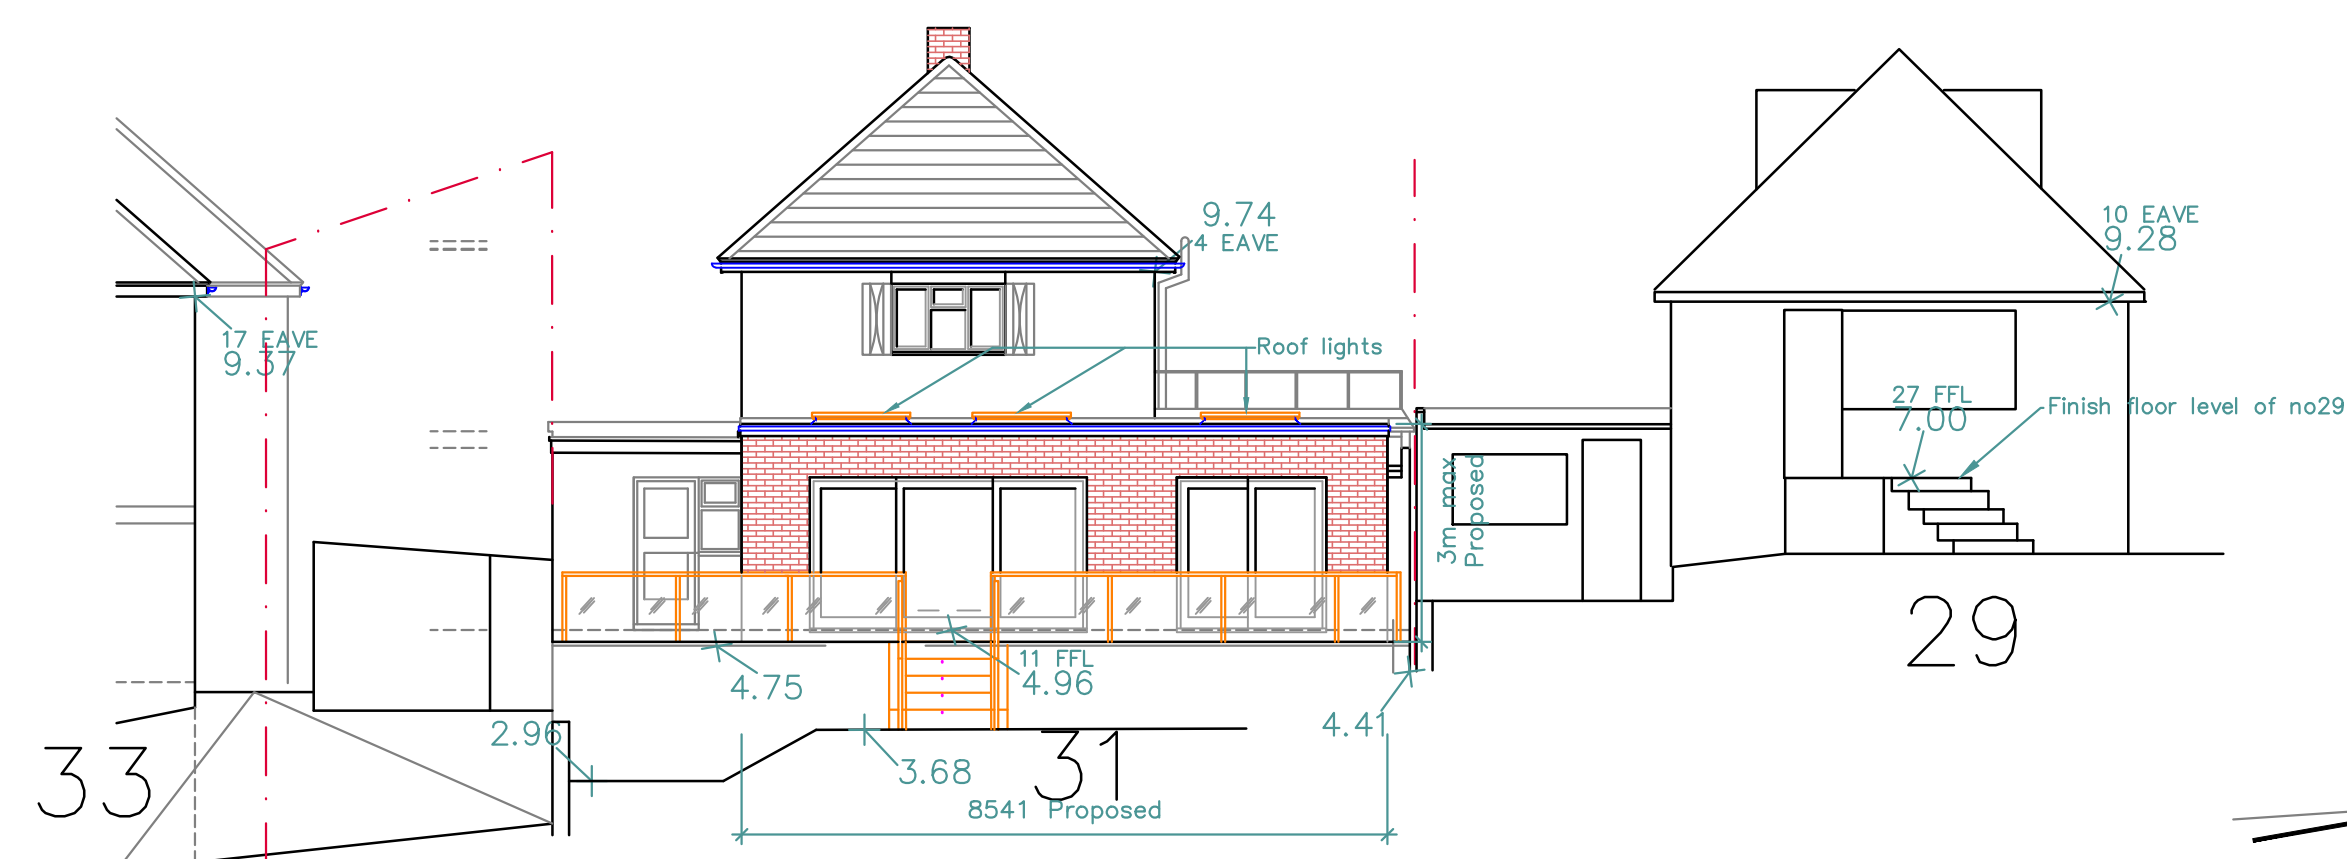 9.74
4 EAVE
10 EAVE
9.28
17 EAVE
9.37
Roof lights
27 FFL
7.00
Finish floor level of no29
3m max
Proposed
29
11 FFL
4.96
4.75
2.96
4.41
33
31
3.68
8541 Proposed